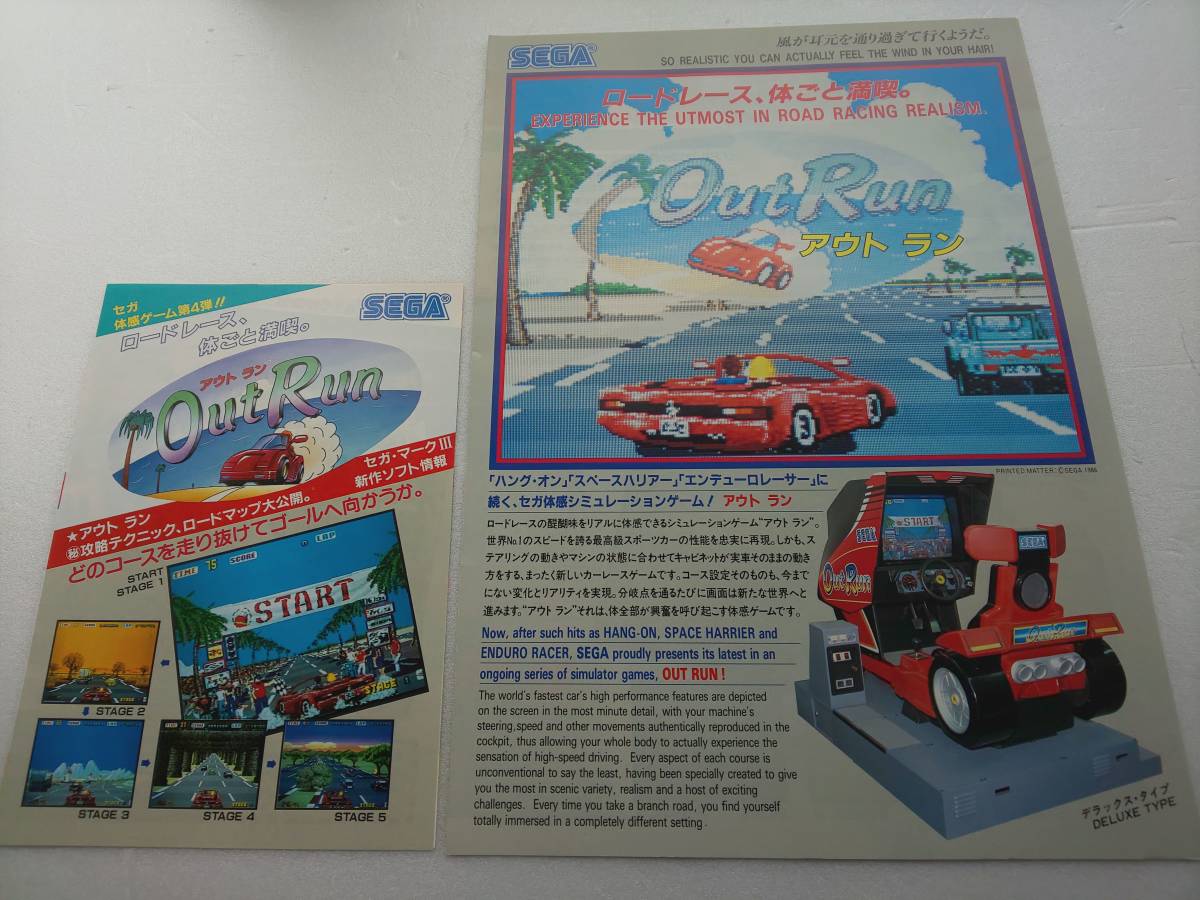 セガ
体感ゲーム第4弾!!
SEGA®
ロードレース、
体ごと満喫。
アウト ラン
OutRun
セガ・マークIII
新作ソフト情報
★アウト ラン
㊙攻略テクニック、ロードマップ大公開。
どのコースを走り抜けてゴールへ向かうか。
START
STAGE 1
TIME 75 SCORE LAP
START
STAGE 1
STAGE 2
STAGE 3
STAGE 4
STAGE 5
SEGA®
風が耳元を通り過ぎて行くようだ。
SO REALISTIC YOU CAN ACTUALLY FEEL THE WIND IN YOUR HAIR!
ロードレース、体ごと満喫。
EXPERIENCE THE UTMOST IN ROAD RACING REALISM.
OutRun
アウト ラン
PRINTED MATTER: ©SEGA 1986
「ハング・オン」「スペースハリアー」「エンデューロレーサー」に
続く、セガ体感シミュレーションゲーム! アウト ラン
ロードレースの醍醐味をリアルに体感できるシミュレーションゲーム"アウト ラン"。
世界No.1のスピードを誇る最高級スポーツカーの性能を忠実に再現。しかも、ス
テアリングの動きやマシンの状態に合わせてキャビネットが実車そのままの動き
方をする、まったく新しいカーレースゲームです。コース設定そのものも、今まで
にない変化とリアリティを実現。分岐点を通るたびに画面は新たな世界へと
進みます。"アウト ラン"それは、体全部が興奮を呼び起こす体感ゲームです。
Now, after such hits as HANG-ON, SPACE HARRIER and
ENDURO RACER, SEGA proudly presents its latest in an
ongoing series of simulator games, OUT RUN !
The world's fastest car's high performance features are depicted
on the screen in the most minute detail, with your machine's
steering,speed and other movements authentically reproduced in the
cockpit, thus allowing your whole body to actually experience the
sensation of high-speed driving. Every aspect of each course is
unconventional to say the least, having been specially created to give
you the most in scenic variety, realism and a host of exciting
challenges. Every time you take a branch road, you find yourself
totally immersed in a completely different setting.
START
SEGA
OutRun
SEGA
OutRun
デラックス・タイプ
DELUXE TYPE